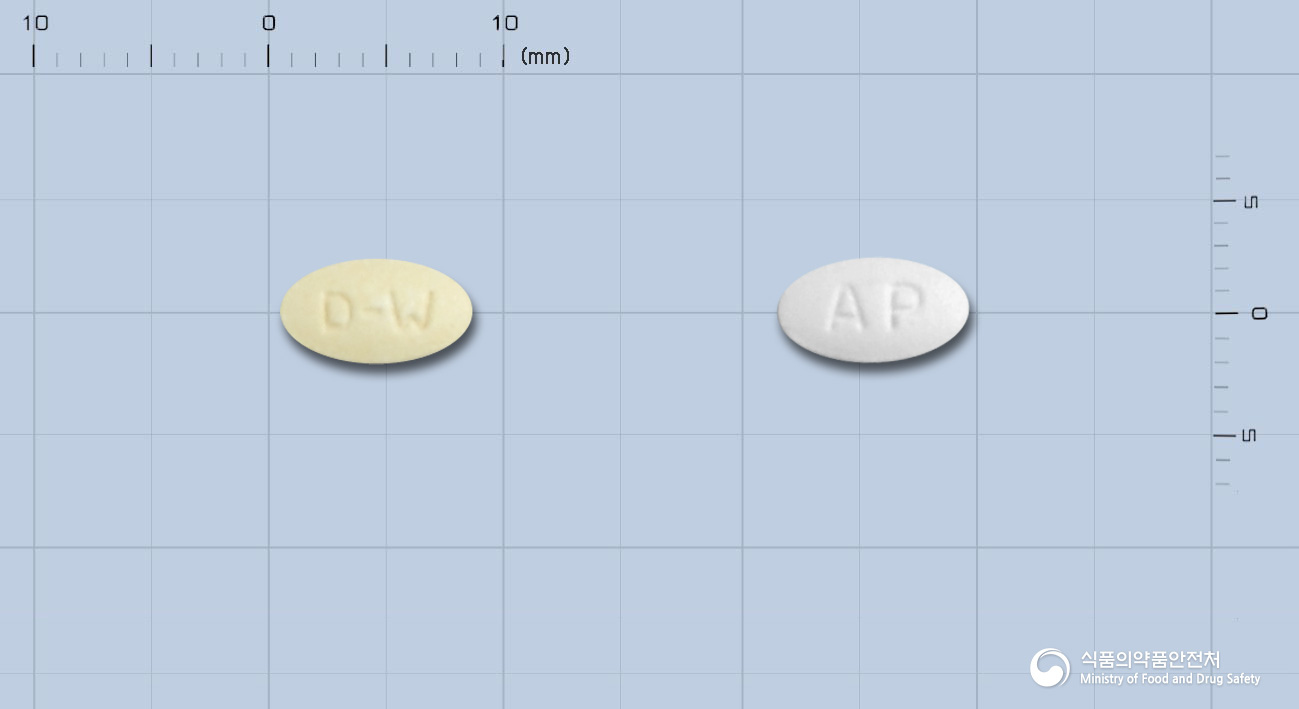 10 0 10
(mm)
5
0
5
D-W
AP
식품의약품안전처
Ministry of Food and Drug Safety